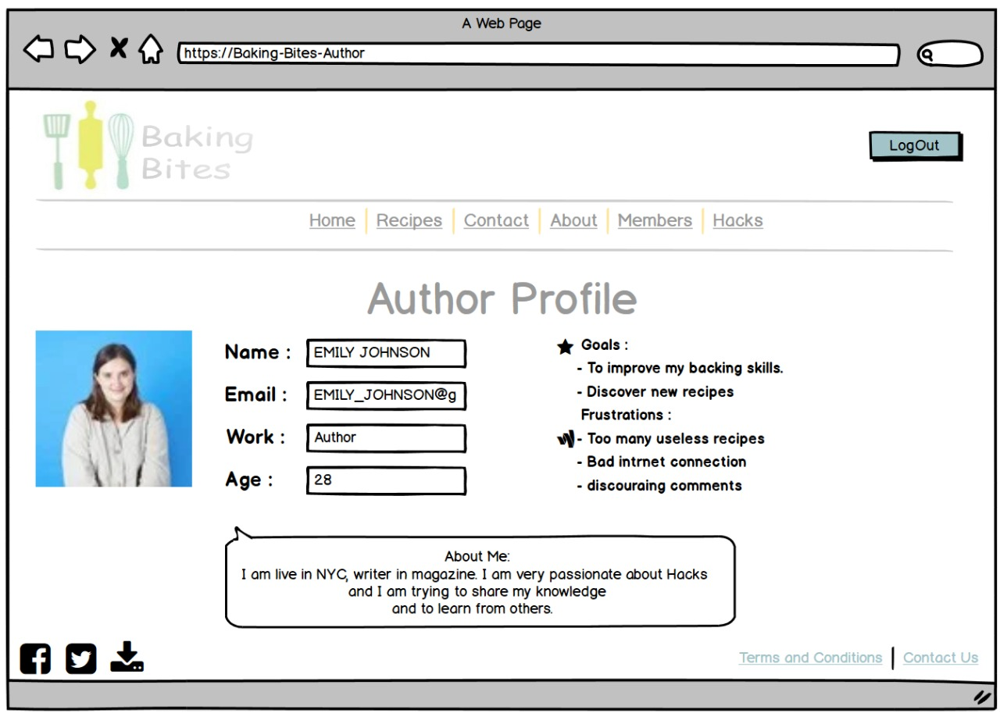 A Web Page
https://Baking-Bites-Author
Baking
Bites
LogOut
Home
Recipes
Contact
About
Members
Hacks
Author Profile
Name :
EMILY JOHNSON
Email :
EMILY_JOHNSON@g
Work :
Author
Age :
28
Goals :
- To improve my backing skills.
- Discover new recipes
Frustrations :
- Too many useless recipes
- Bad intrnet connection
- discouraing comments
About Me:
I am live in NYC, writer in magazine. I am very passionate about Hacks
and I am trying to share my knowledge
and to learn from others.
Terms and Conditions
Contact Us